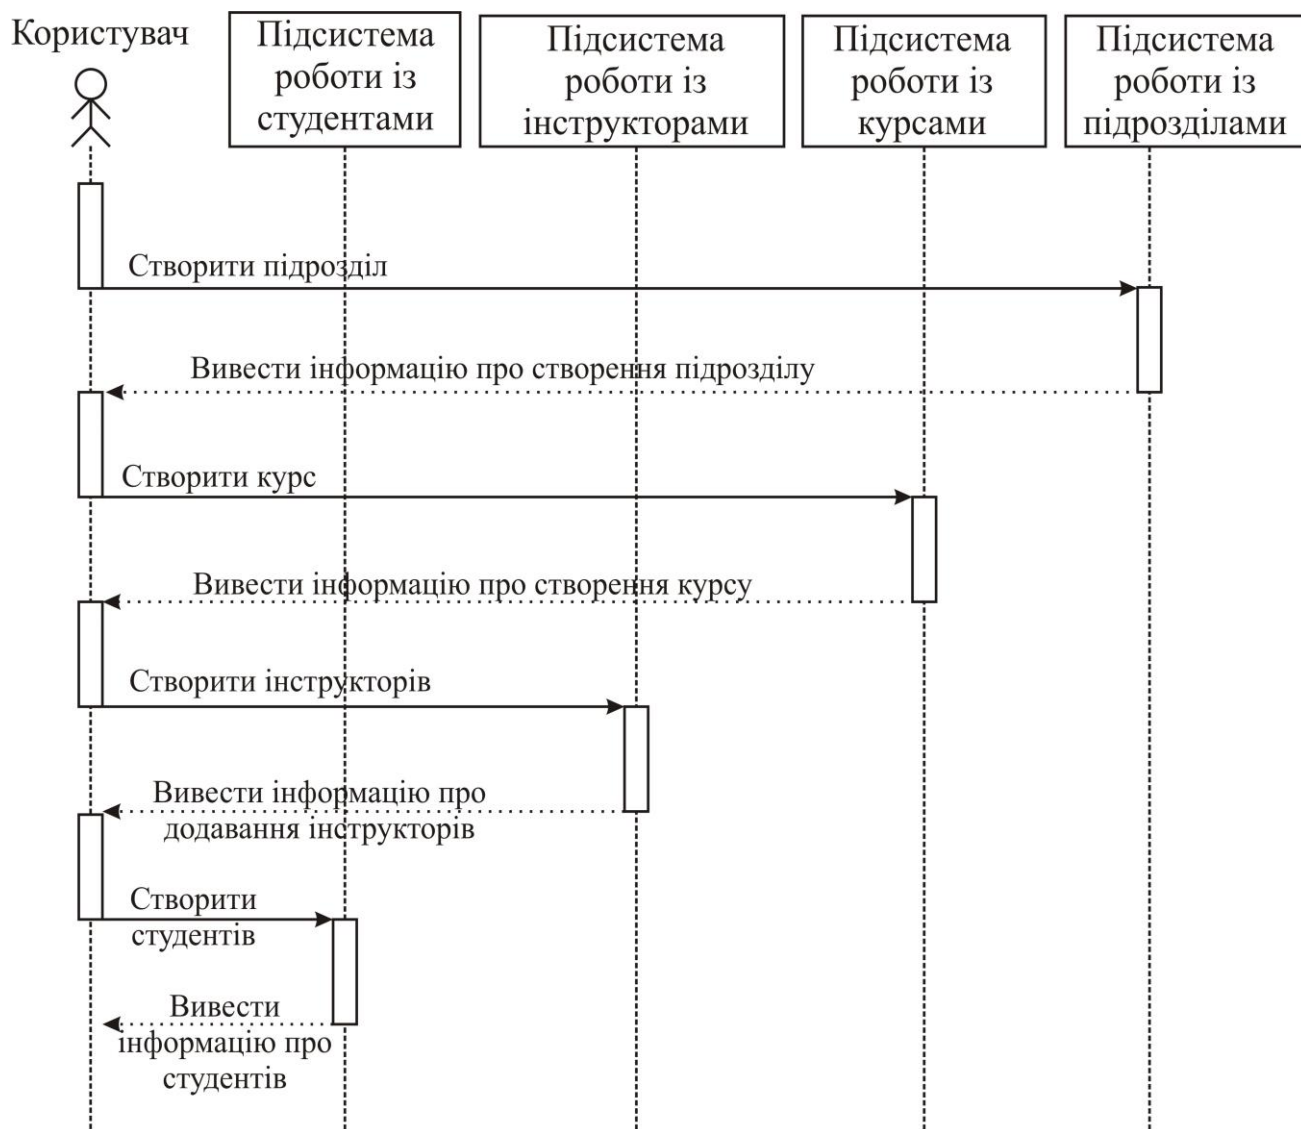 Користувач
Підсистема
роботи із
студентами
Підсистема
роботи із
інструкторами
Підсистема
роботи із
курсами
Підсистема
роботи із
підрозділами
Створити підрозділ
Вивести інформацію про створення підрозділу
Створити курс
Вивести інформацію про створення курсу
Створити інструкторів
Вивести інформацію про
додавання інструкторів
Створити
студентів
Вивести
інформацію про
студентів